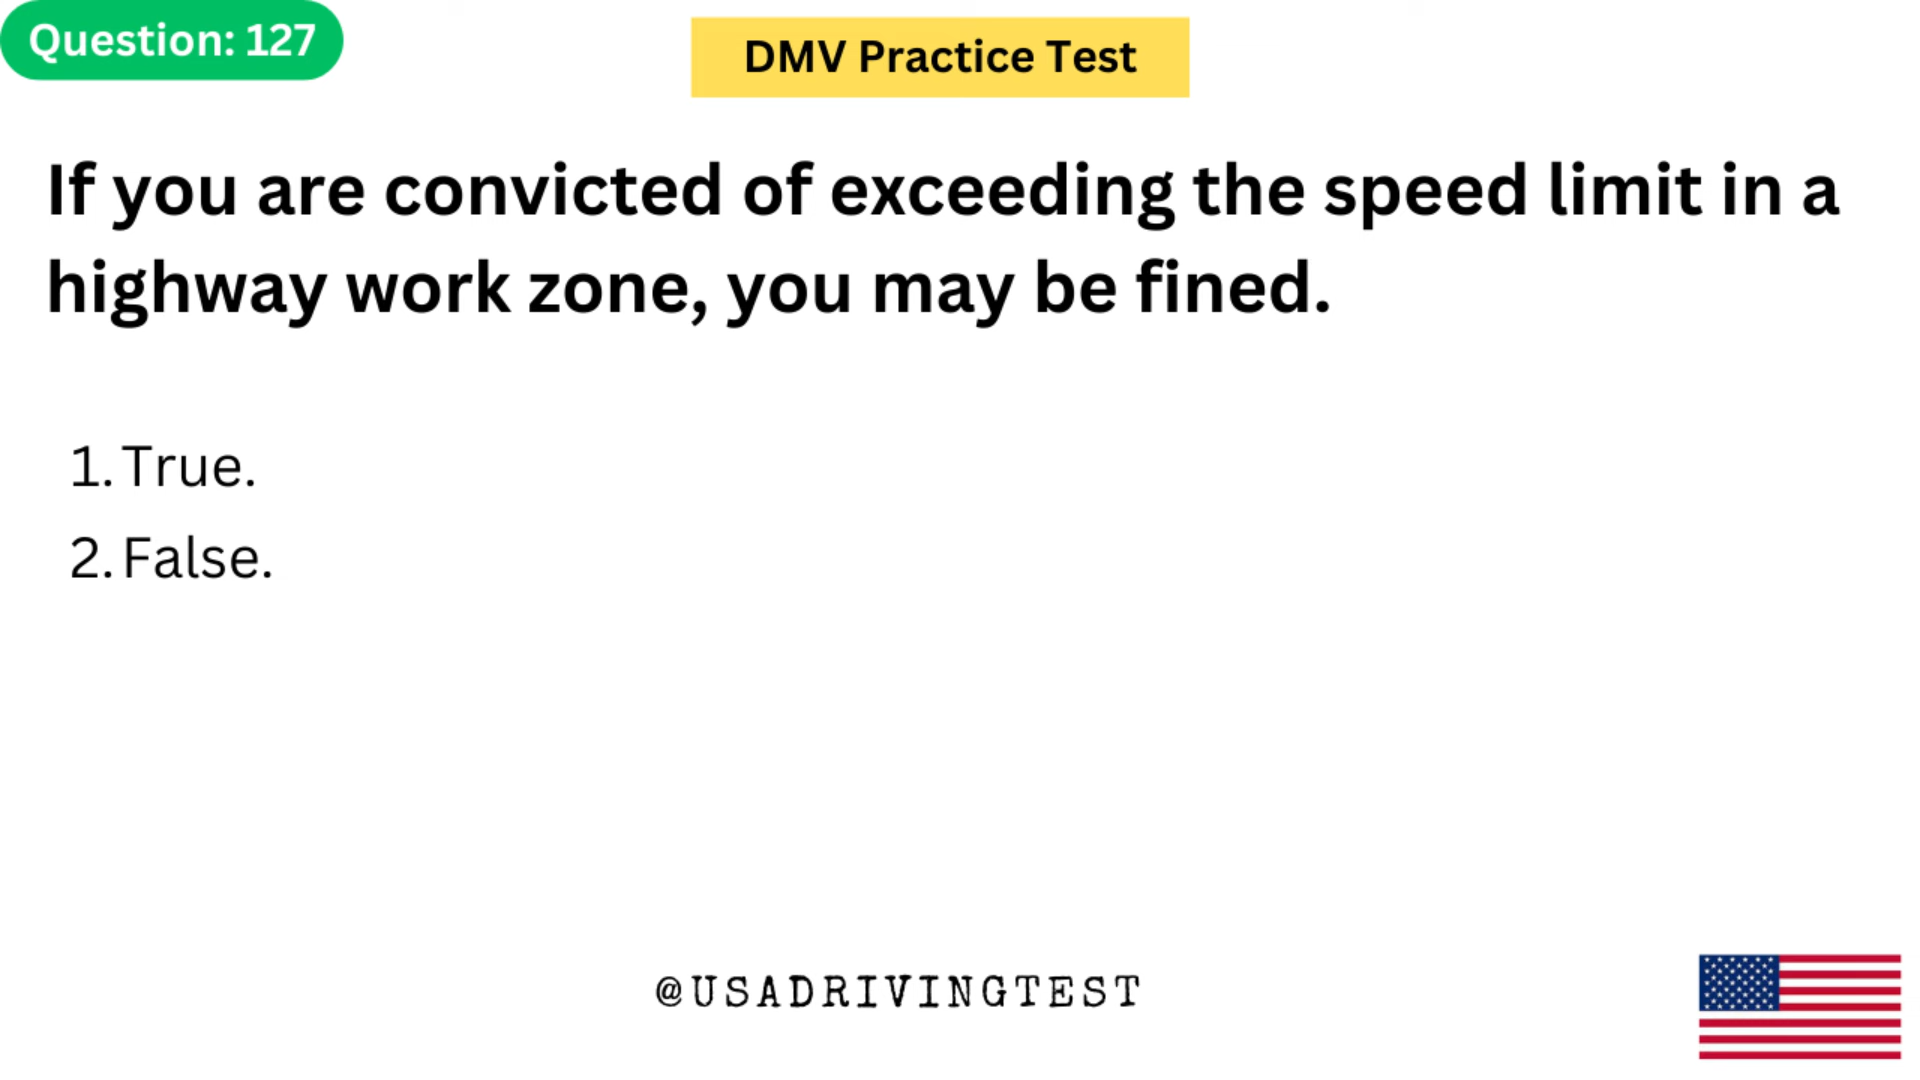 Question: 127
DMV Practice Test
If you are convicted of exceeding the speed limit in a
highway work zone, you may be fined.
1. True.
2. False.
@USADRIVINGTEST